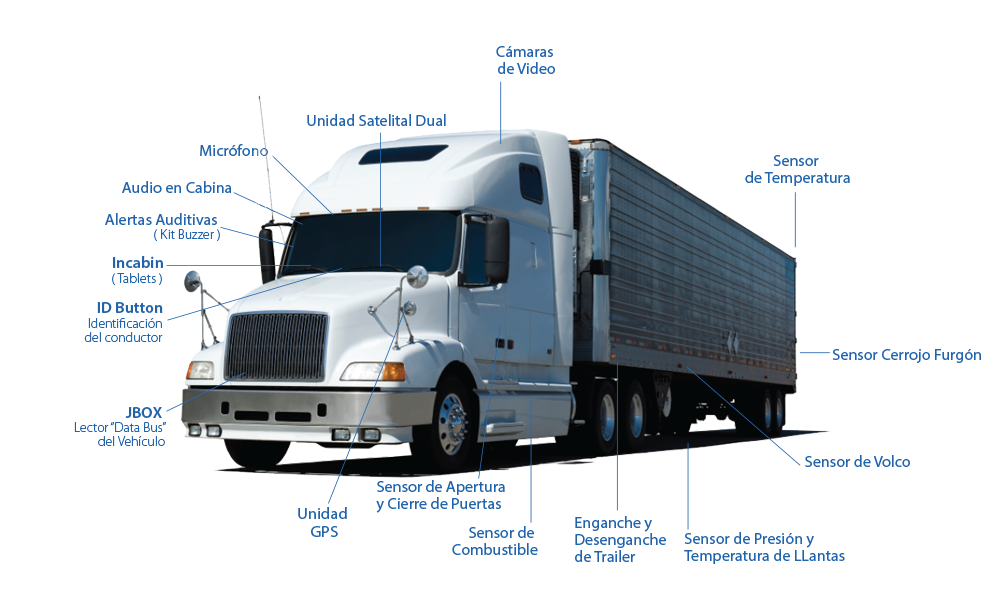 Cámaras
de Video
Unidad Satelital Dual
Micrófono
Audio en Cabina
Alertas Auditivas
( Kit Buzzer )
Incabin
( Tablets )
ID Button
Identificación
del conductor
JBOX
Lector "Data Bus"
del Vehículo
Unidad
GPS
Sensor de Apertura
y Cierre de Puertas
Sensor de
Combustible
Enganche y
Desenganche
de Trailer
Sensor de Presión y
Temperatura de LLantas
Sensor de Volco
Sensor Cerrojo Furgón
Sensor
de Temperatura